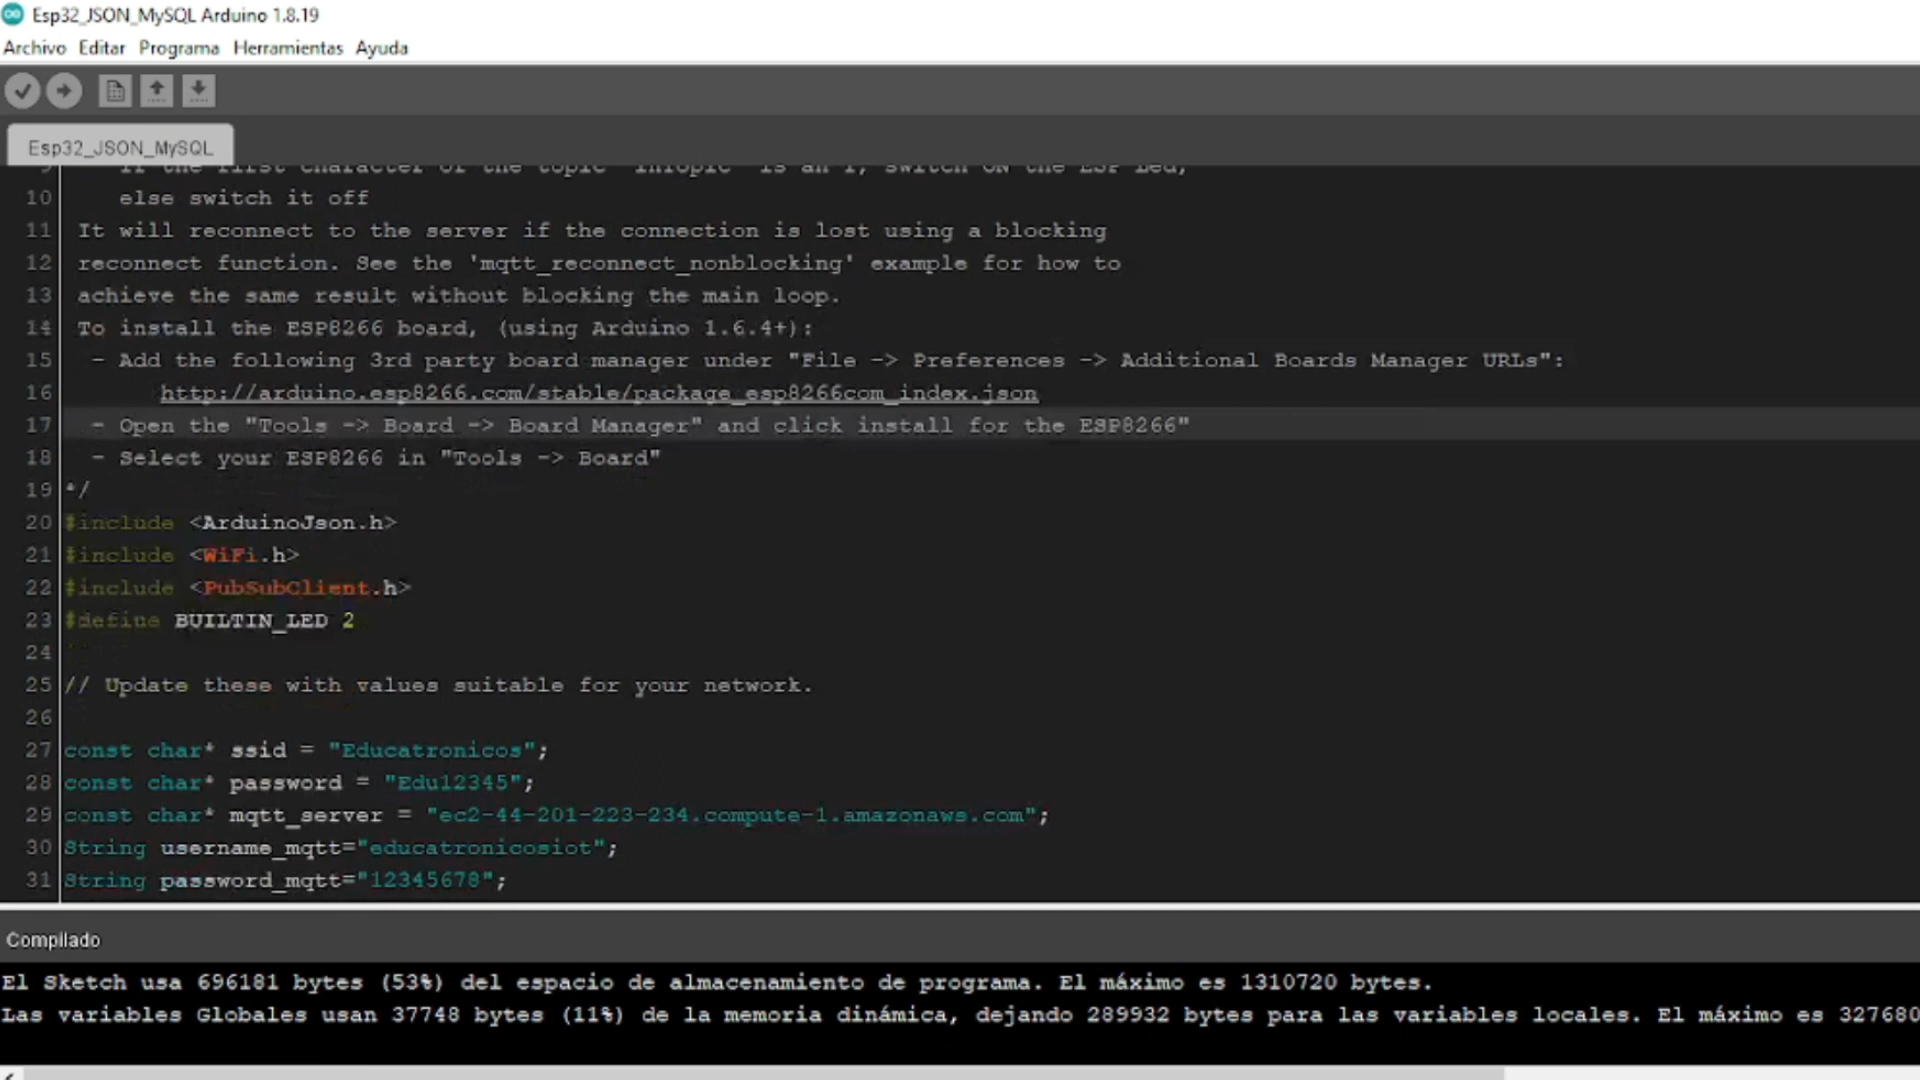 Esp32_JSON_MySQL Arduino 1.8.19
Archivo Editar Programa Herramientas Ayuda
Esp32_JSON_MySQL
9 If the first character of the topic "inTopic" is an 1, switch ON the ESP Led,
10 else switch it off
11 It will reconnect to the server if the connection is lost using a blocking
12 reconnect function. See the 'mqtt_reconnect_nonblocking' example for how to
13 achieve the same result without blocking the main loop.
14 To install the ESP8266 board, (using Arduino 1.6.4+):
15 - Add the following 3rd party board manager under "File -> Preferences -> Additional Boards Manager URLs":
16 http://arduino.esp8266.com/stable/package_esp8266com_index.json
17 - Open the "Tools -> Board -> Board Manager" and click install for the ESP8266"
18 - Select your ESP8266 in "Tools -> Board"
19 */
20 #include <ArduinoJson.h>
21 #include <WiFi.h>
22 #include <PubSubClient.h>
23 #define BUILTIN_LED 2
24
25 // Update these with values suitable for your network.
26
27 const char* ssid = "Educatronicos";
28 const char* password = "Edu12345";
29 const char* mqtt_server = "ec2-44-201-223-234.compute-1.amazonaws.com";
30 String username_mqtt="educatronicosiot";
31 String password_mqtt="12345678";
Compilado
El Sketch usa 696181 bytes (53%) del espacio de almacenamiento de programa. El máximo es 1310720 bytes.
Las variables Globales usan 37748 bytes (11%) de la memoria dinámica, dejando 289932 bytes para las variables locales. El máximo es 327680